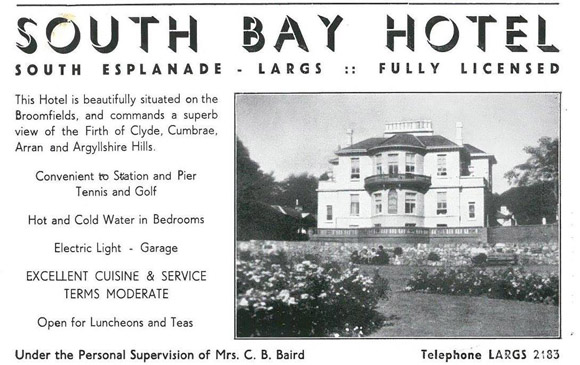 SOUTH BAY HOTEL
SOUTH ESPLANADE - LARGS :: FULLY LICENSED
This Hotel is beautifully situated on the
Broomfields, and commands a superb
view of the Firth of Clyde, Cumbrae,
Arran and Argyllshire Hills.
Convenient to Station and Pier
Tennis and Golf
Hot and Cold Water in Bedrooms
Electric Light - Garage
EXCELLENT CUISINE & SERVICE
TERMS MODERATE
Open for Luncheons and Teas
Under the Personal Supervision of Mrs. C. B. Baird
Telephone LARGS 2183